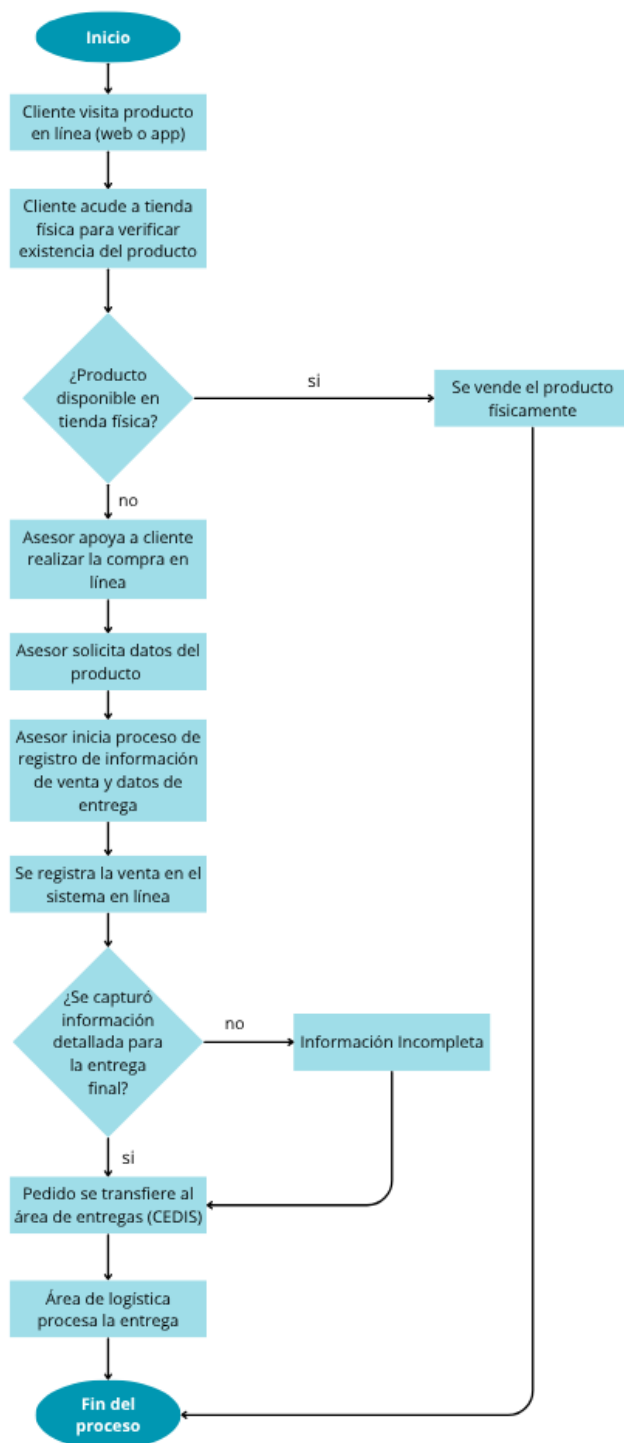 Inicio
Cliente visita producto
en línea (web o app)
Cliente acude a tienda
física para verificar
existencia del producto
¿Producto
disponible en
tienda física?
si
Se vende el producto
físicamente
no
Asesor apoya a cliente
realizar la compra en
línea
Asesor solicita datos del
producto
Asesor inicia proceso de
registro de información
de venta y datos de
entrega
Se registra la venta en el
sistema en línea
¿Se capturó
información
detallada para
la entrega
final?
no
Información Incompleta
si
Pedido se transfiere al
área de entregas (CEDIS)
Área de logística
procesa la entrega
Fin del
proceso